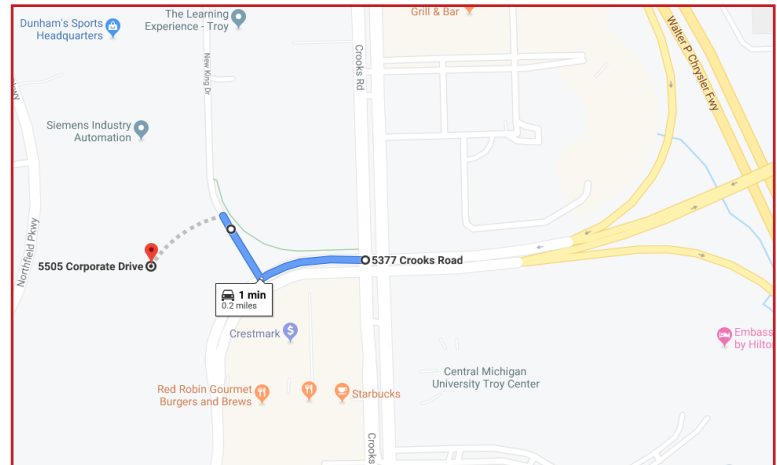 Grill & Bar
The Learning
Experience - Troy
Dunham's Sports
Headquarters
Walter P Chrysler Fwy
Crooks Rd
New King Dr
Siemens Industry
Automation
Northfield Pkwy
5505 Corporate Drive
5377 Crooks Road
1 min
0.2 miles
Crestmark
Embass
by Hilto
Central Michigan
University Troy Center
Red Robin Gourmet
Burgers and Brews
Starbucks
Crooks